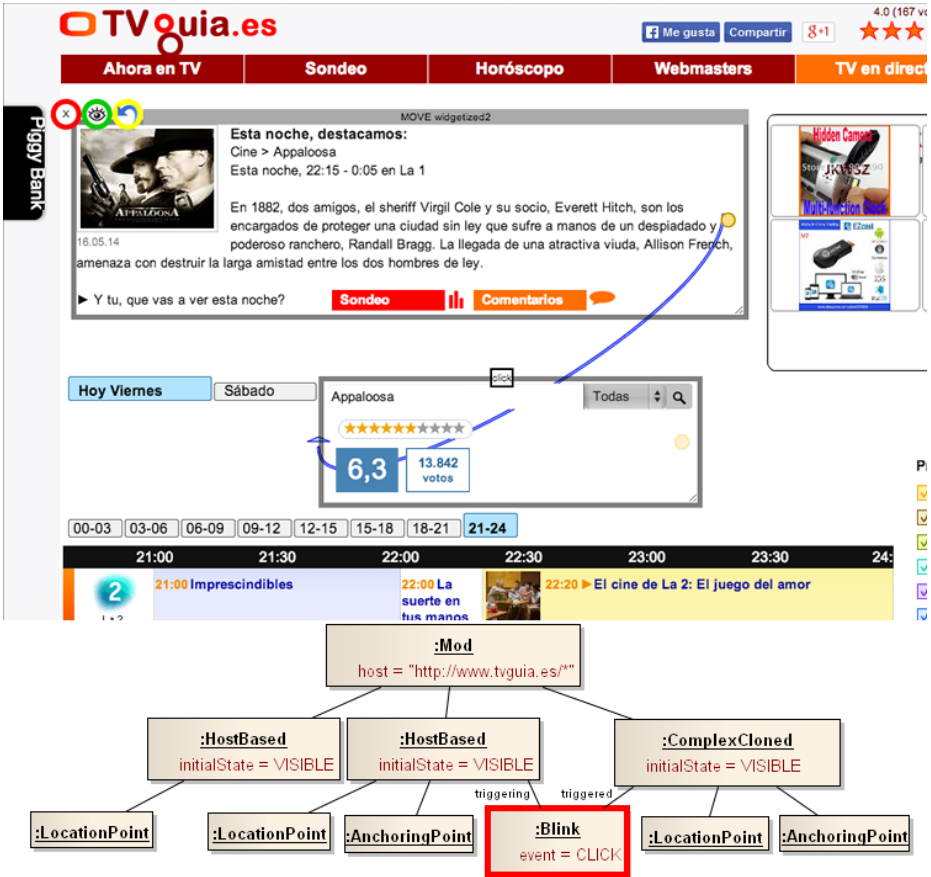 TVguia.es
4.0 (167 vo
Me gusta Compartir g+1
Ahora en TV Sondeo Horóscopo Webmasters TV en direct
Piggy Bank
x
MOVE widgetized2
Esta noche, destacamos:
Cine > Appaloosa
Esta noche, 22:15 - 0:05 en La 1
En 1882, dos amigos, el sheriff Virgil Cole y su socio, Everett Hitch, son los
encargados de proteger una ciudad sin ley que sufre a manos de un despiadado y
poderoso ranchero, Randall Bragg. La llegada de una atractiva viuda, Allison French,
amenaza con destruir la larga amistad entre los dos hombres de ley.
APPALOOSA
16.05.14
► Y tu, que vas a ver esta noche? Sondeo Comentarios
Hidden Camera
JKWSZ
Multi-function Clock
EZcast
iOS
Hoy Viernes Sábado
click
Appaloosa Todas
6,3 13.842
votos
00-03 03-06 06-09 09-12 12-15 15-18 18-21 21-24
21:00 21:30 22:00 22:30 23:00 23:30 24:
2
21:00 Imprescindibles
22:00 La
suerte en
tus manos
22:20 ► El cine de La 2: El juego del amor
:Mod
host = "http://www.tvguia.es/*"
:HostBased
initialState = VISIBLE
:HostBased
initialState = VISIBLE
:ComplexCloned
initialState = VISIBLE
triggering triggered
:LocationPoint
:LocationPoint
:AnchoringPoint
:Blink
event = CLICK
:LocationPoint
:AnchoringPoint